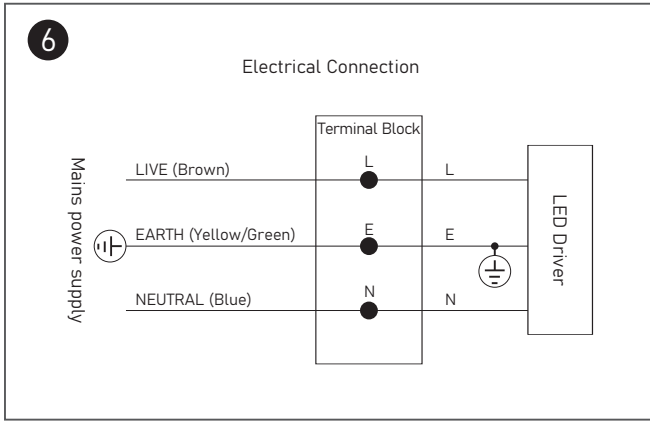 6
Electrical Connection
Terminal Block
Mains power supply
LIVE (Brown)
L
L
EARTH (Yellow/Green)
E
E
NEUTRAL (Blue)
N
N
LED Driver